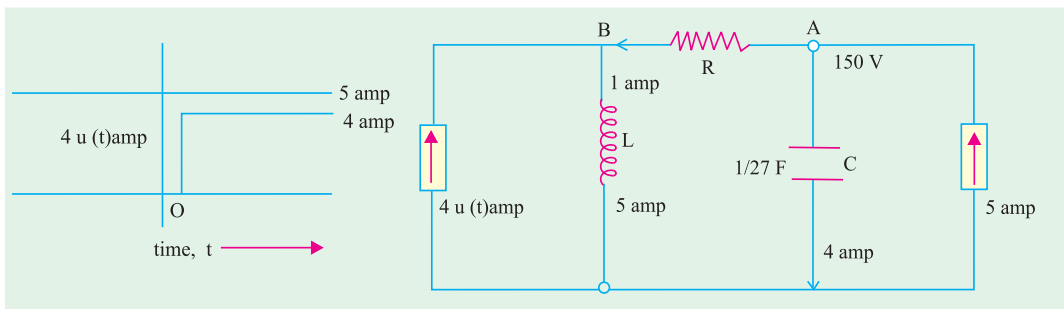 5 amp
4 amp
4 u (t)amp
O
time, t
B
A
R
150 V
1 amp
L
1/27 F
C
4 u (t)amp
5 amp
5 amp
4 amp